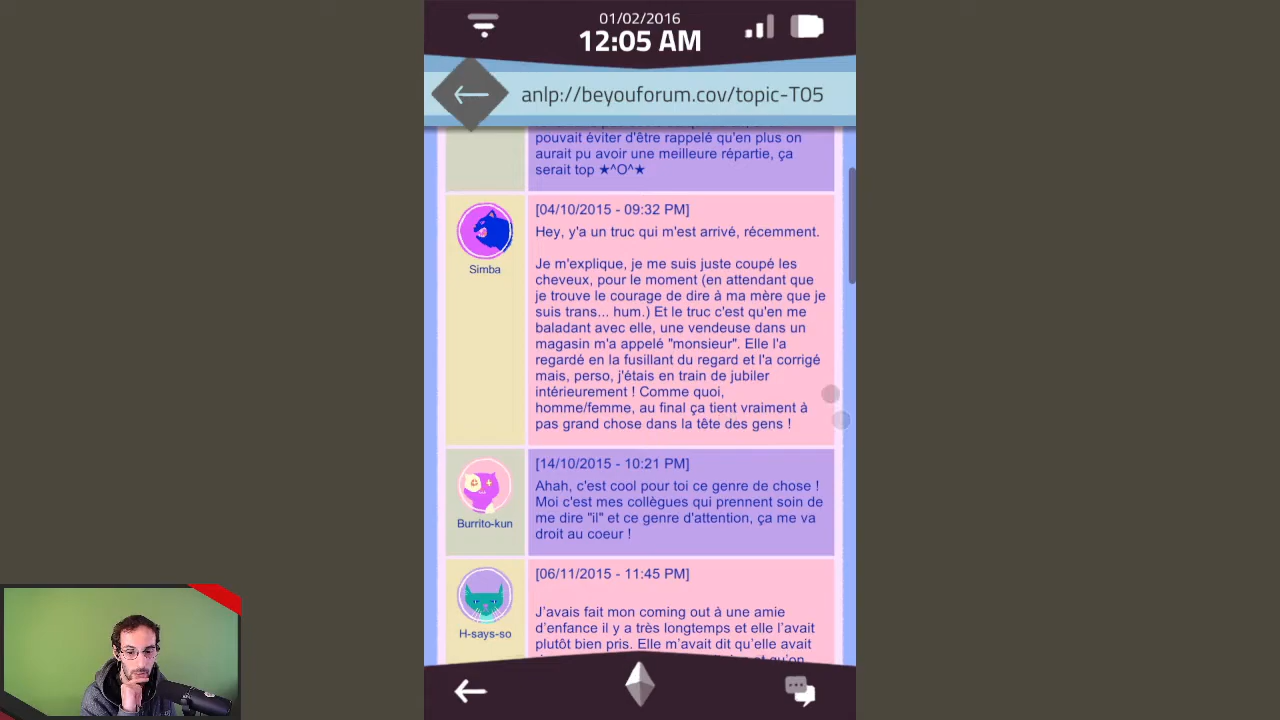 01/02/2016
12:05 AM
anlp://beyouforum.cov/topic-T05
pouvait éviter d'être rappelé qu'en plus on
aurait pu avoir une meilleure répartie, ça
serait top ★^O^★
Simba
[04/10/2015 - 09:32 PM]
Hey, y'a un truc qui m'est arrivé, récemment.
Je m'explique, je me suis juste coupé les
cheveux, pour le moment (en attendant que
je trouve le courage de dire à ma mère que je
suis trans... hum.) Et le truc c'est qu'en me
baladant avec elle, une vendeuse dans un
magasin m'a appelé "monsieur". Elle l'a
regardé en la fusillant du regard et l'a corrigé
mais, perso, j'étais en train de jubiler
intérieurement ! Comme quoi,
homme/femme, au final ça tient vraiment à
pas grand chose dans la tête des gens !
Burrito-kun
[14/10/2015 - 10:21 PM]
Ahah, c'est cool pour toi ce genre de chose !
Moi c'est mes collègues qui prennent soin de
me dire "il" et ce genre d'attention, ça me va
droit au coeur !
H-says-so
[06/11/2015 - 11:45 PM]
J'avais fait mon coming out à une amie
d'enfance il y a très longtemps et elle l'avait
plutôt bien pris. Elle m'avait dit qu'elle avait